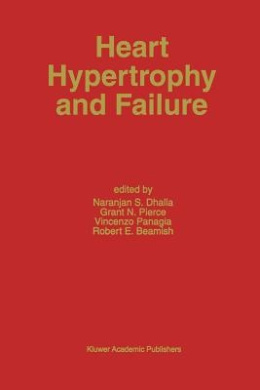 Heart
Hypertrophy
and Failure
edited by
Naranjan S. Dhalla
Grant N. Pierce
Vincenzo Panagia
Robert E. Beamish
Kluwer Academic Publishers